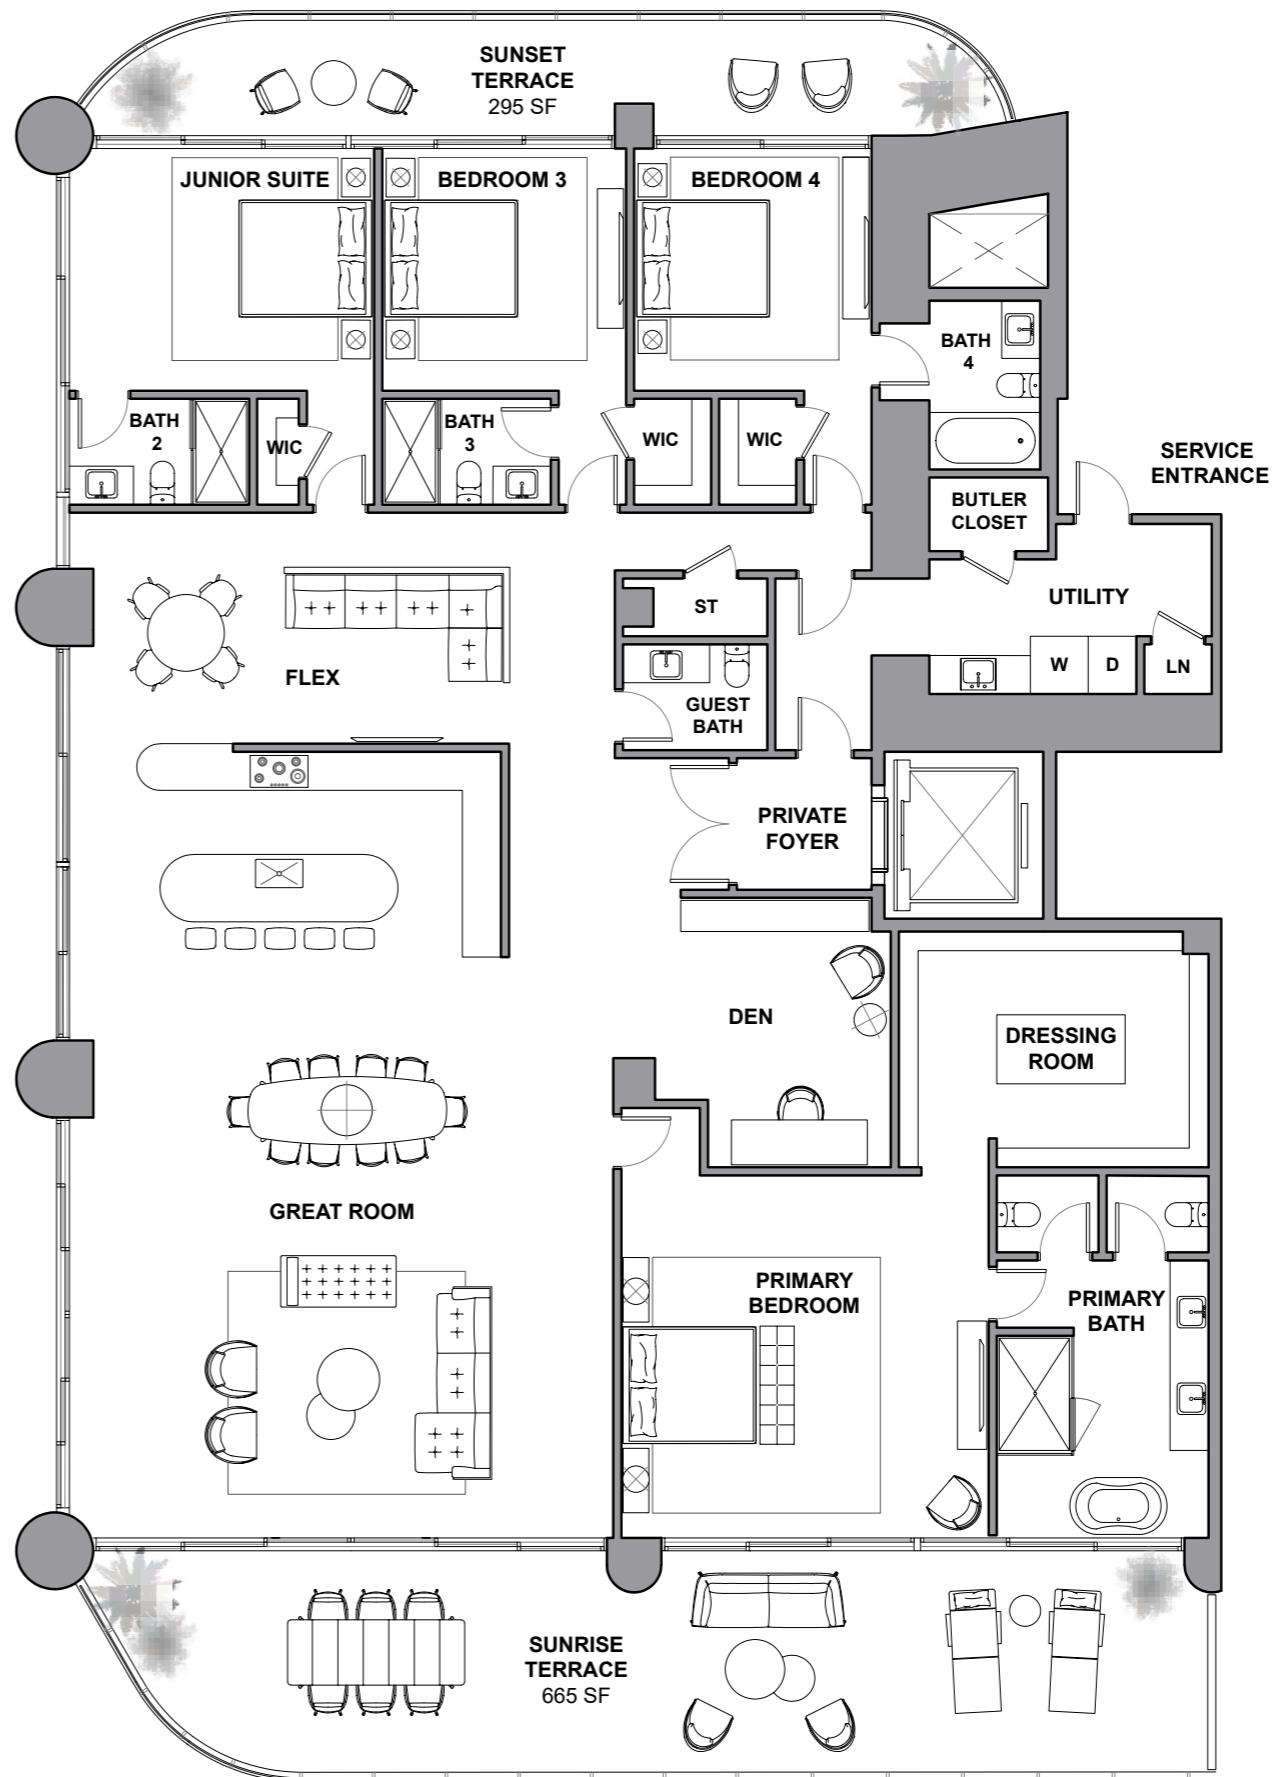 SUNSET
TERRACE
295 SF
JUNIOR SUITE
BEDROOM 3
BEDROOM 4
BATH
4
BATH
2
WIC
BATH
3
WIC
WIC
SERVICE
ENTRANCE
BUTLER
CLOSET
UTILITY
ST
FLEX
W
D
LN
GUEST
BATH
PRIVATE
FOYER
DEN
DRESSING
ROOM
GREAT ROOM
PRIMARY
BEDROOM
PRIMARY
BATH
SUNRISE
TERRACE
665 SF